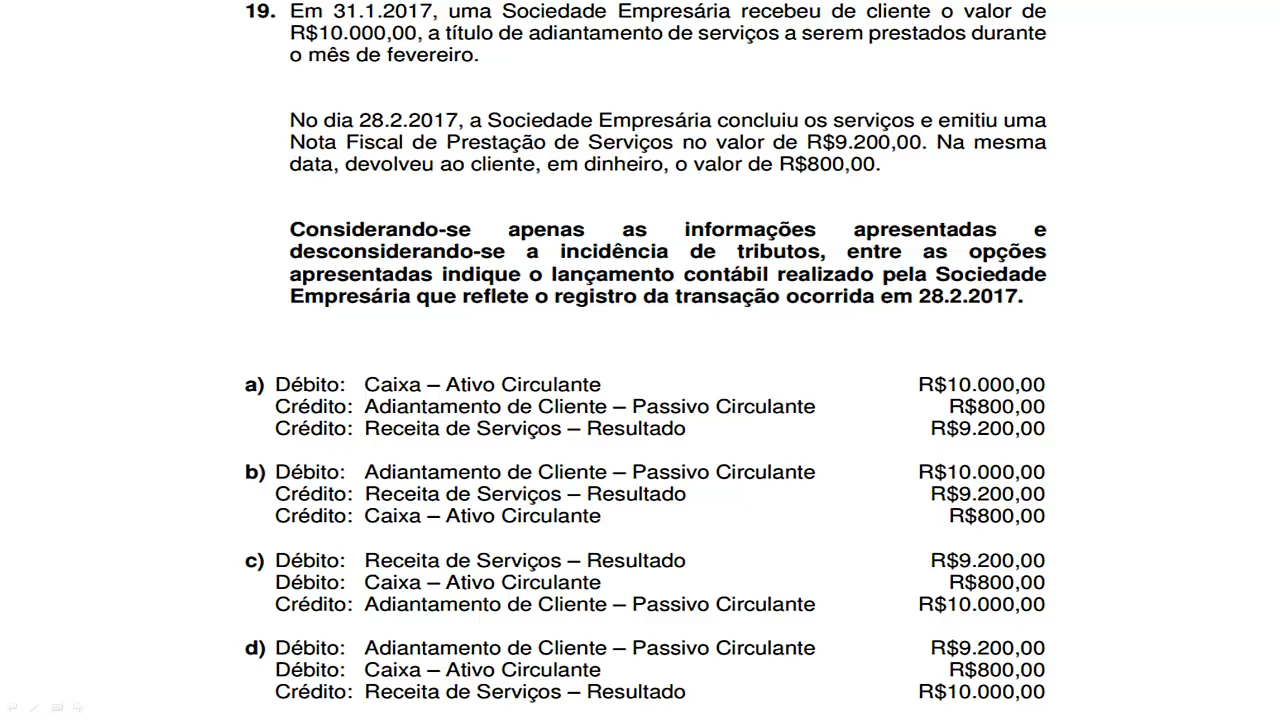 19. Em 31.1.2017, uma Sociedade Empresária recebeu de cliente o valor de
R$10.000,00, a título de adiantamento de serviços a serem prestados durante
o mês de fevereiro.
No dia 28.2.2017, a Sociedade Empresária concluiu os serviços e emitiu uma
Nota Fiscal de Prestação de Serviços no valor de R$9.200,00. Na mesma
data, devolveu ao cliente, em dinheiro, o valor de R$800,00.
Considerando-se apenas as informações apresentadas e
desconsiderando-se a incidência de tributos, entre as opções
apresentadas indique o lançamento contábil realizado pela Sociedade
Empresária que reflete o registro da transação ocorrida em 28.2.2017.
a) Débito: Caixa – Ativo Circulante R$10.000,00
Crédito: Adiantamento de Cliente – Passivo Circulante R$800,00
Crédito: Receita de Serviços – Resultado R$9.200,00
b) Débito: Adiantamento de Cliente – Passivo Circulante R$10.000,00
Crédito: Receita de Serviços – Resultado R$9.200,00
Crédito: Caixa – Ativo Circulante R$800,00
c) Débito: Receita de Serviços – Resultado R$9.200,00
Débito: Caixa – Ativo Circulante R$800,00
Crédito: Adiantamento de Cliente – Passivo Circulante R$10.000,00
d) Débito: Adiantamento de Cliente – Passivo Circulante R$9.200,00
Débito: Caixa – Ativo Circulante R$800,00
Crédito: Receita de Serviços – Resultado R$10.000,00